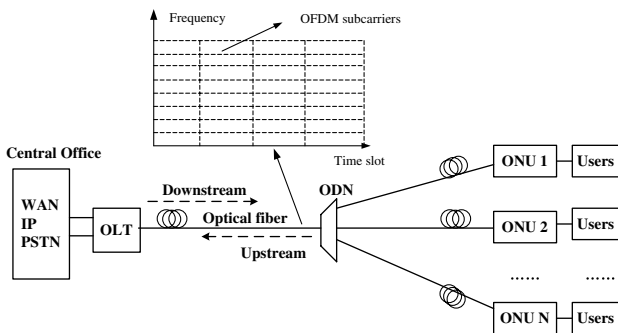 Frequency
OFDM subcarriers
Time slot
Central Office
WAN
IP
PSTN
OLT
Downstream
Optical fiber
Upstream
ODN
ONU 1
Users
ONU 2
Users
......
......
ONU N
Users